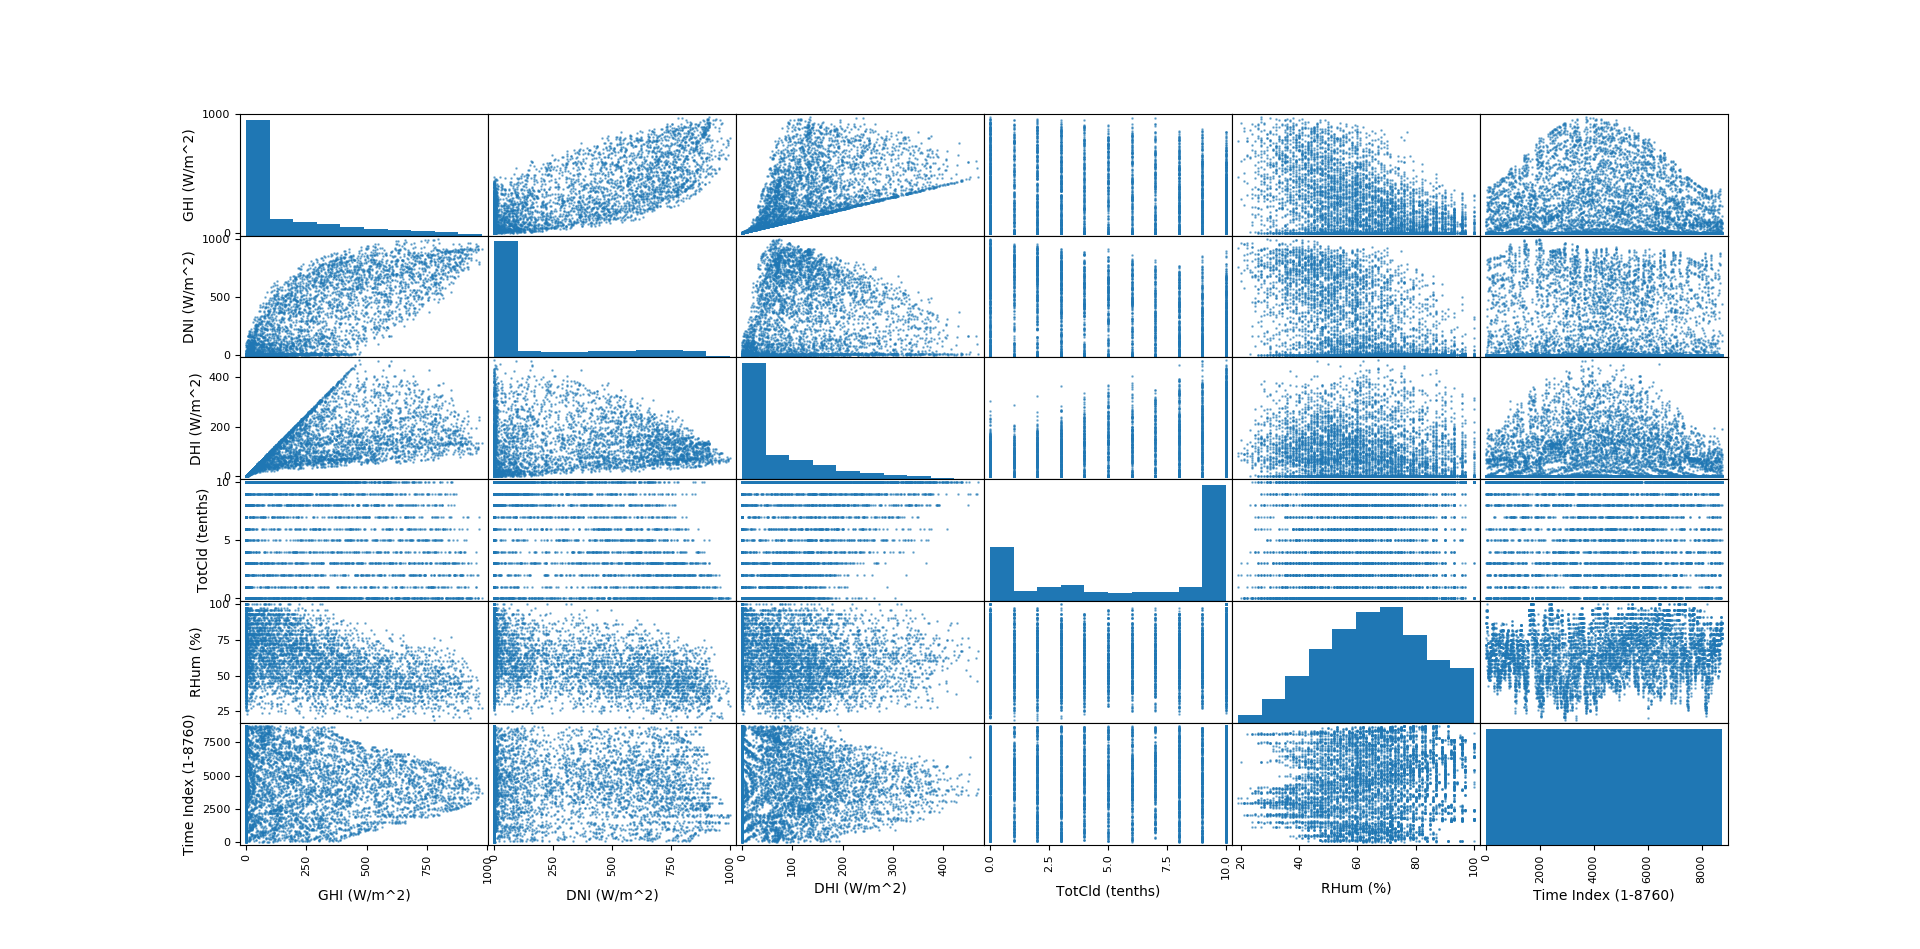 1000
0
GHI (W/m^2)
1000
500
0
DNI (W/m^2)
400
200
0
DHI (W/m^2)
10
5
0
TotCld (tenths)
100
75
50
25
RHum (%)
7500
5000
2500
0
Time Index (1-8760)
0 250 500 750 1000
0 250 500 750 1000
0 100 200 300 400
0.0 2.5 5.0 7.5 10.0
20 40 60 80 100
0 2000 4000 6000 8000
GHI (W/m^2) DNI (W/m^2) DHI (W/m^2) TotCld (tenths) RHum (%) Time Index (1-8760)